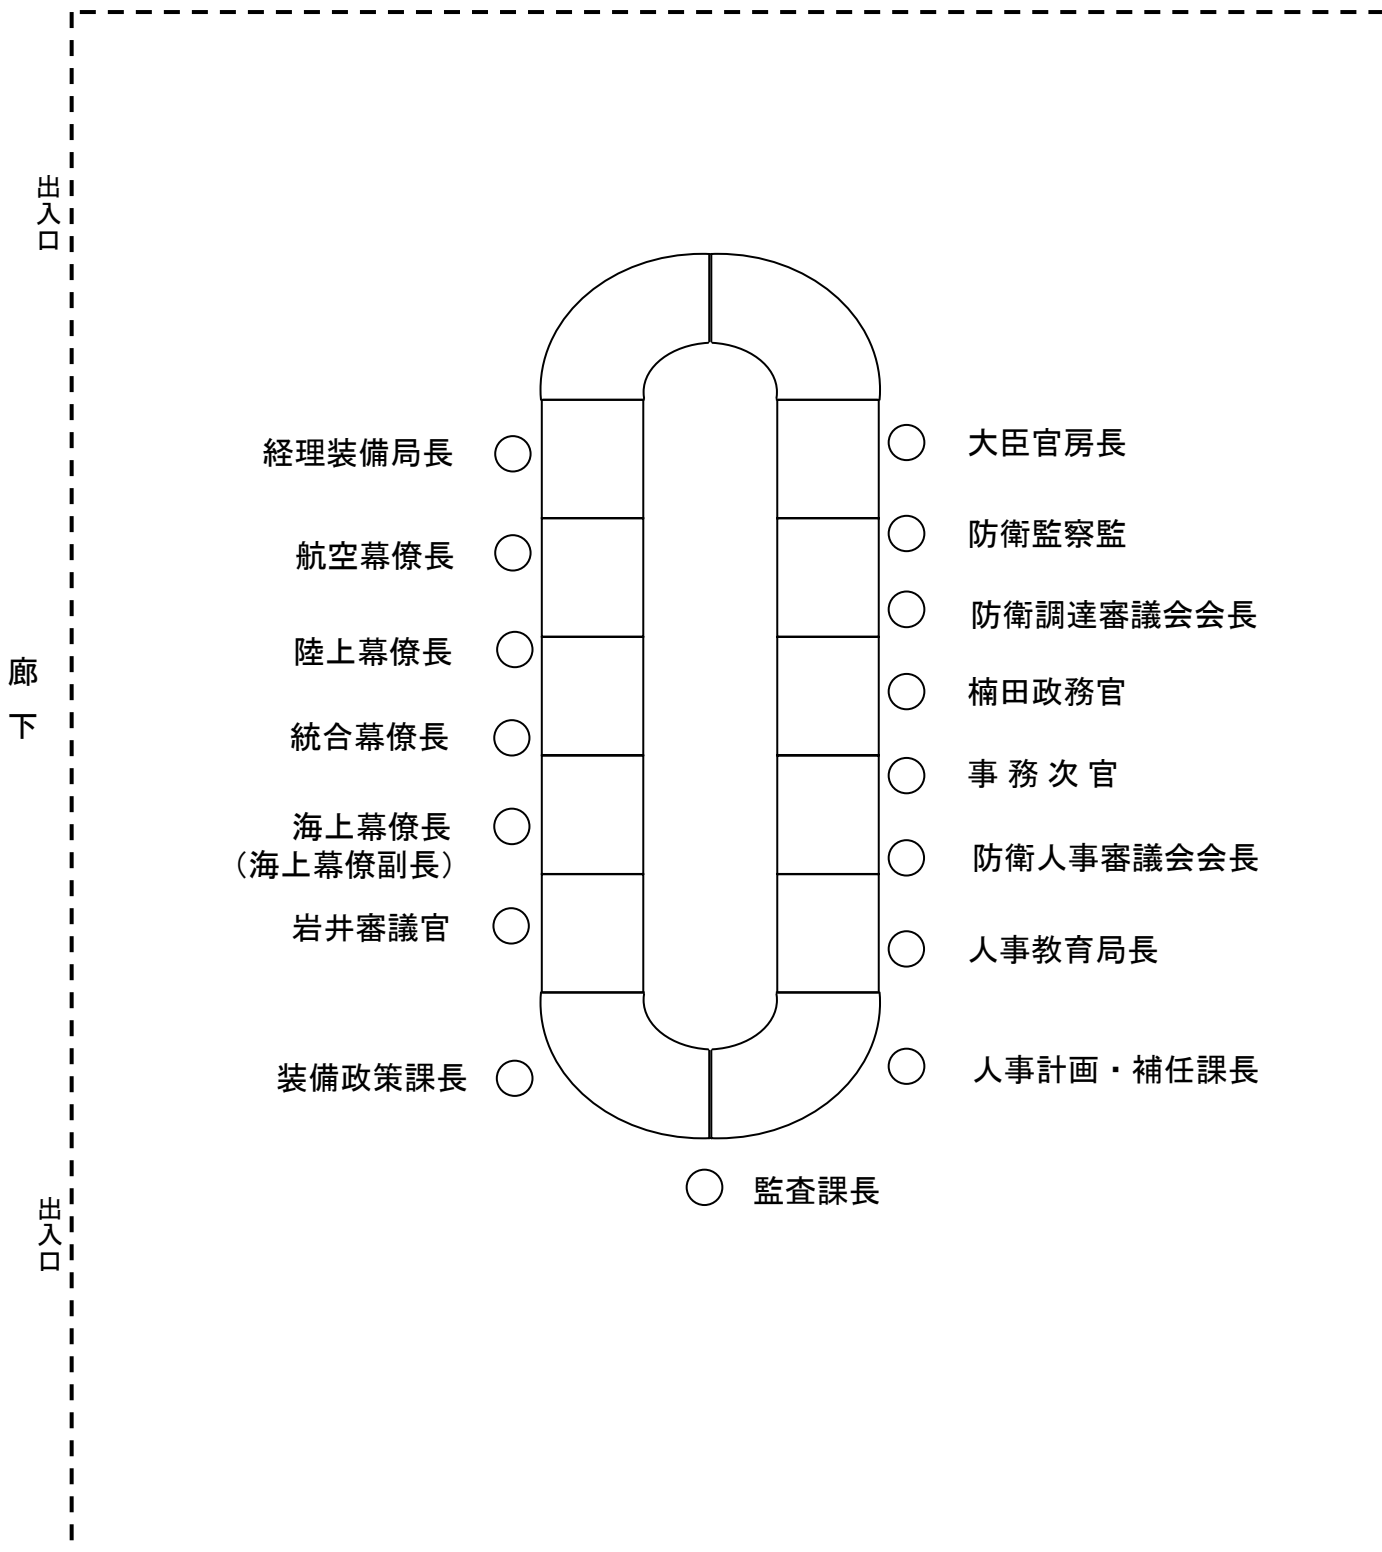 出入口
経理装備局長
大臣官房長
航空幕僚長
防衛監察監
防衛調達審議会会長
陸上幕僚長
楠田政務官
廊下
統合幕僚長
事 務 次 官
海上幕僚長
（海上幕僚副長）
防衛人事審議会会長
岩井審議官
人事教育局長
装備政策課長
人事計画・補任課長
監査課長
出入口